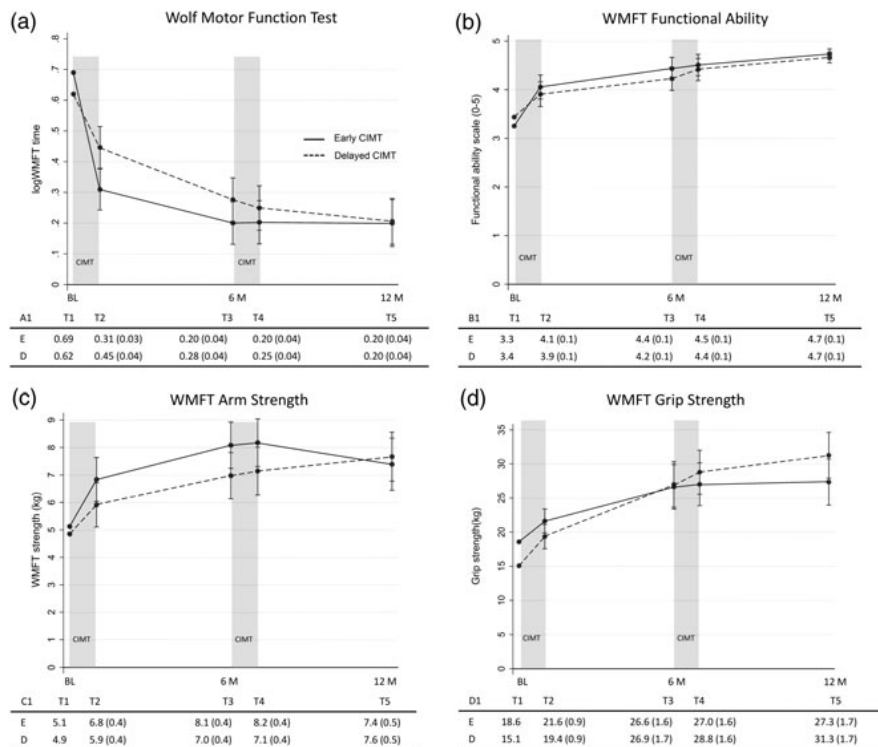 (a)
Wolf Motor Function Test
logWMFT time
.7
.6
.5
.4
.3
.2
.1
0
Early CIMT
Delayed CIMT
CIMT
CIMT
BL 6 M 12 M
A1 T1 T2 T3 T4 T5
E 0.69 0.31 (0.03) 0.20 (0.04) 0.20 (0.04) 0.20 (0.04)
D 0.62 0.45 (0.04) 0.28 (0.04) 0.25 (0.04) 0.20 (0.04)
(b)
WMFT Functional Ability
Functional ability scale (0-5)
5
4
3
2
1
0
CIMT
CIMT
BL 6 M 12 M
B1 T1 T2 T3 T4 T5
E 3.3 4.1 (0.1) 4.4 (0.1) 4.5 (0.1) 4.7 (0.1)
D 3.4 3.9 (0.1) 4.2 (0.1) 4.4 (0.1) 4.7 (0.1)
(c)
WMFT Arm Strength
WMFT strength (kg)
9
8
7
6
5
4
3
2
1
0
CIMT
CIMT
BL 6 M 12 M
C1 T1 T2 T3 T4 T5
E 5.1 6.8 (0.4) 8.1 (0.4) 8.2 (0.4) 7.4 (0.5)
D 4.9 5.9 (0.4) 7.0 (0.4) 7.1 (0.4) 7.6 (0.5)
(d)
WMFT Grip Strength
Grip strength(kg)
35
30
25
20
15
10
5
0
CIMT
CIMT
BL 6 M 12 M
D1 T1 T2 T3 T4 T5
E 18.6 21.6 (0.9) 26.6 (1.6) 27.0 (1.6) 27.3 (1.7)
D 15.1 19.4 (0.9) 26.9 (1.7) 28.8 (1.6) 31.3 (1.7)